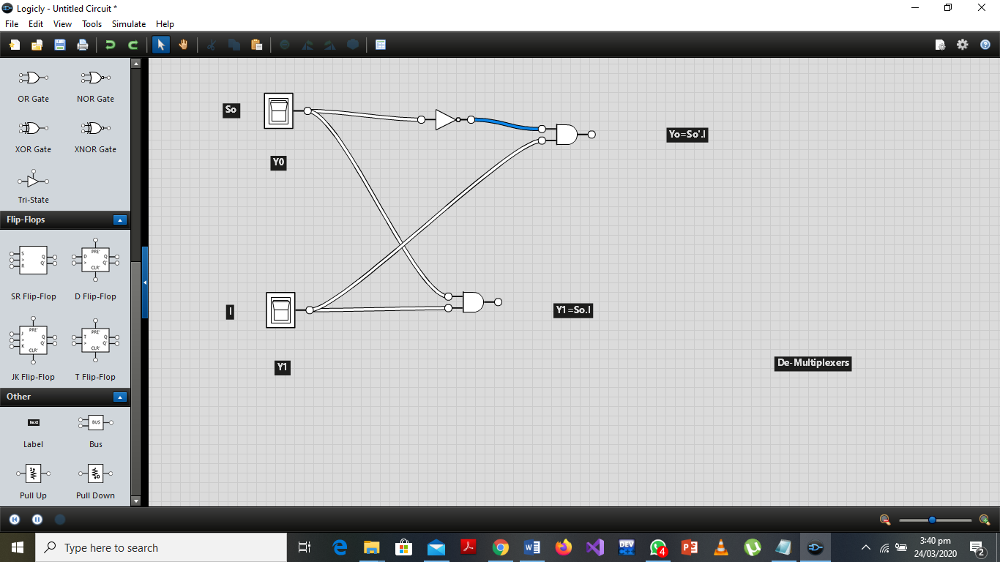 Logicly - Untitled Circuit *
File Edit View Tools Simulate Help
OR Gate NOR Gate
XOR Gate XNOR Gate
Tri-State
Flip-Flops
S > R Q Q'
PRE' D > Q Q' CLR'
SR Flip-Flop D Flip-Flop
PRE' J > K Q Q' CLR'
PRE' T > Q Q' CLR'
JK Flip-Flop T Flip-Flop
Other
text BUS
Label Bus
Pull Up Pull Down
So
Y0
Yo=So'.I
I
Y1=So.I
Y1
De-Multiplexers
Type here to search
DEV
4
3:40 pm
24/03/2020
2